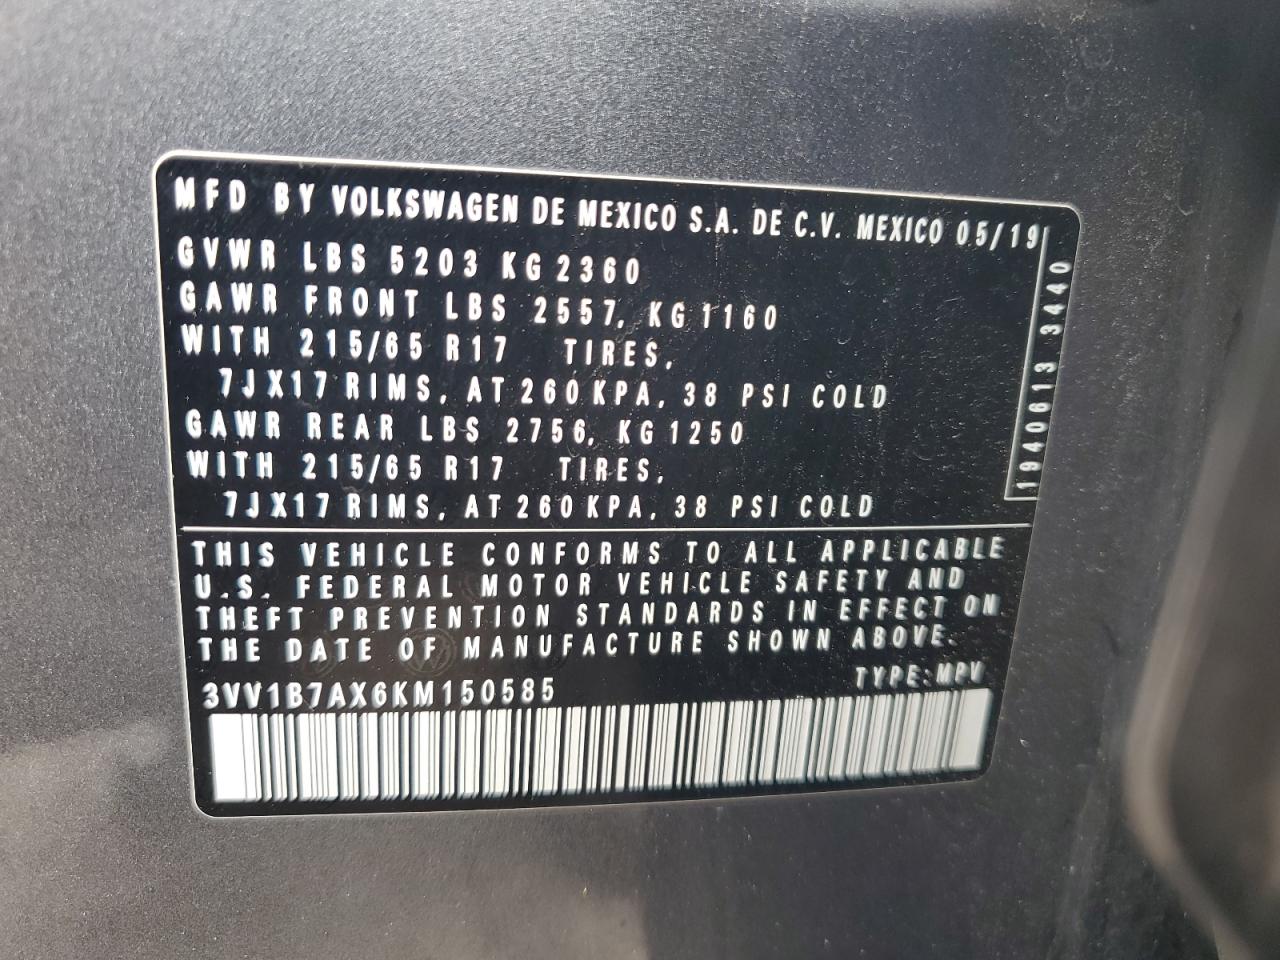 MFD BY VOLKSWAGEN DE MEXICO S.A. DE C.V. MEXICO 05/19
GVWR LBS 5203 KG 2360
GAWR FRONT LBS 2557, KG 1160
WITH 215/65 R17 TIRES,
7JX17 RIMS, AT 260 KPA, 38 PSI COLD
GAWR REAR LBS 2756, KG 1250
WITH 215/65 R17 TIRES,
7JX17 RIMS, AT 260 KPA, 38 PSI COLD
1940613 3440
THIS VEHICLE CONFORMS TO ALL APPLICABLE
U.S. FEDERAL MOTOR VEHICLE SAFETY AND
THEFT PREVENTION STANDARDS IN EFFECT ON
THE DATE OF MANUFACTURE SHOWN ABOVE.
TYPE: MPV
3VV1B7AX6KM150585